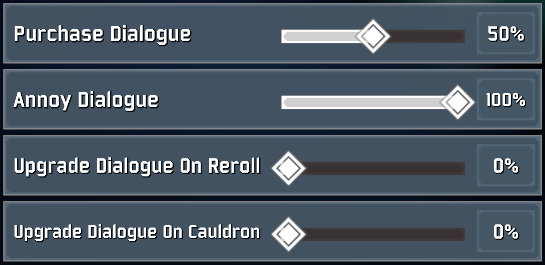 Purchase Dialogue 50%
Annoy Dialogue 100%
Upgrade Dialogue On Reroll 0%
Upgrade Dialogue On Cauldron 0%